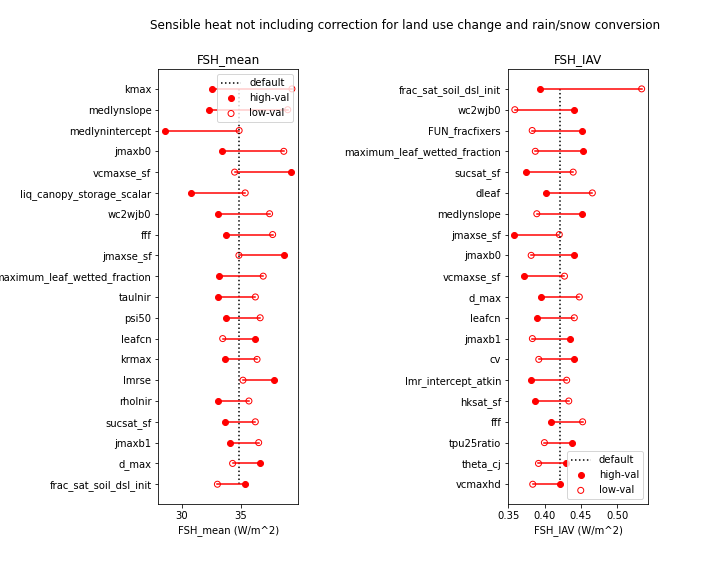 Sensible heat not including correction for land use change and rain/snow conversion
FSH_mean
default
high-val
low-val
kmax
medlynslope
medlynintercept
jmaxb0
vcmaxse_sf
liq_canopy_storage_scalar
wc2wjb0
fff
jmaxse_sf
maximum_leaf_wetted_fraction
taulnir
psi50
leafcn
krmax
lmrse
rholnir
sucsat_sf
jmaxb1
d_max
frac_sat_soil_dsl_init
30 35
FSH_mean (W/m^2)
FSH_IAV
frac_sat_soil_dsl_init
wc2wjb0
FUN_fracfixers
maximum_leaf_wetted_fraction
sucsat_sf
dleaf
medlynslope
jmaxse_sf
jmaxb0
vcmaxse_sf
d_max
leafcn
jmaxb1
cv
lmr_intercept_atkin
hksat_sf
fff
tpu25ratio
theta_cj
vcmaxhd
default
high-val
low-val
0.35 0.40 0.45 0.50
FSH_IAV (W/m^2)